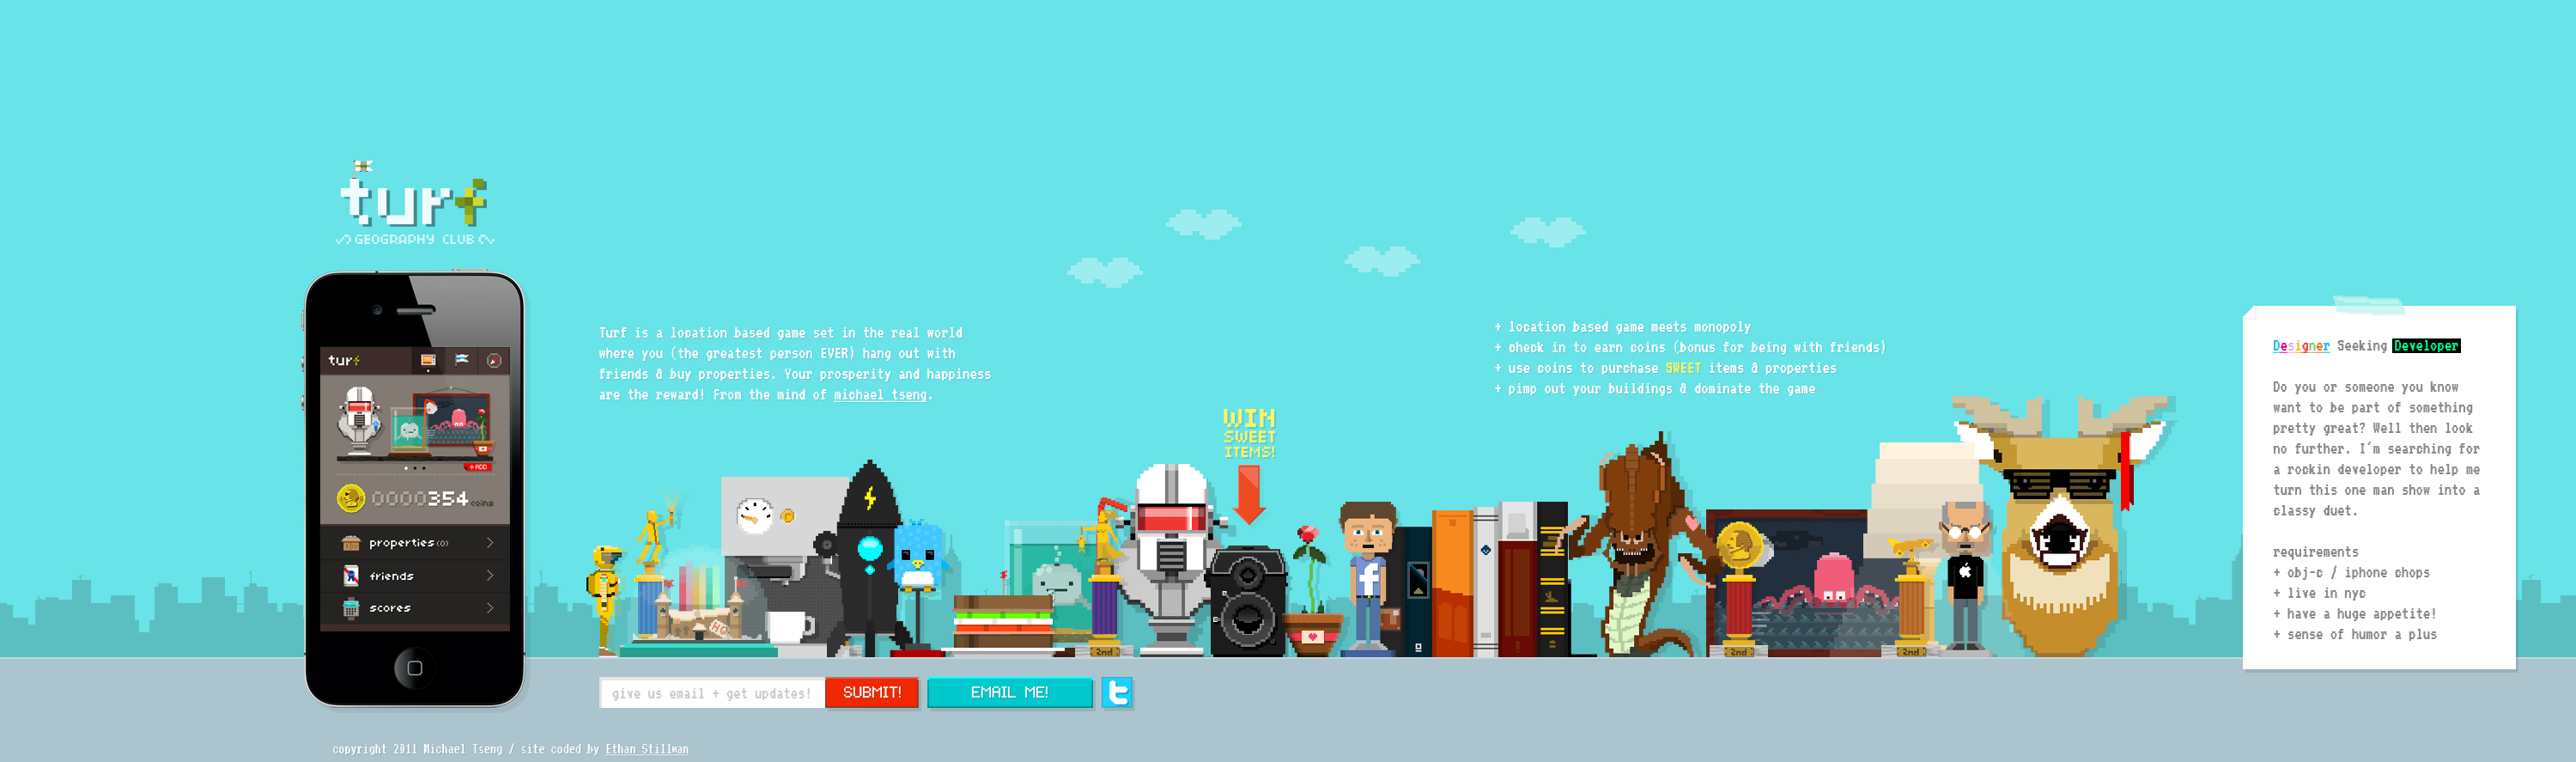 turf
GEOGRAPHY CLUB
turf
+ADD
0000354 coins
properties(0)
friends
scores
Turf is a location based game set in the real world
where you (the greatest person EVER) hang out with
friends & buy properties. Your prosperity and happiness
are the reward! From the mind of michael tseng.
+ location based game meets monopoly
+ check in to earn coins (bonus for being with friends)
+ use coins to purchase SWEET items & properties
+ pimp out your buildings & dominate the game
WIN
SWEET
ITEMS!
HO
f
2nd
2nd
2nd
Designer Seeking Developer
Do you or someone you know
want to be part of something
pretty great? Well then look
no further. I'm searching for
a rockin developer to help me
turn this one man show into a
classy duet.
requirements
+ obj-c / iphone chops
+ live in nyc
+ have a huge appetite!
+ sense of humor a plus
give us email + get updates!
SUBMIT!
EMAIL ME!
copyright 2011 Michael Tseng / site coded by Ethan Stillman